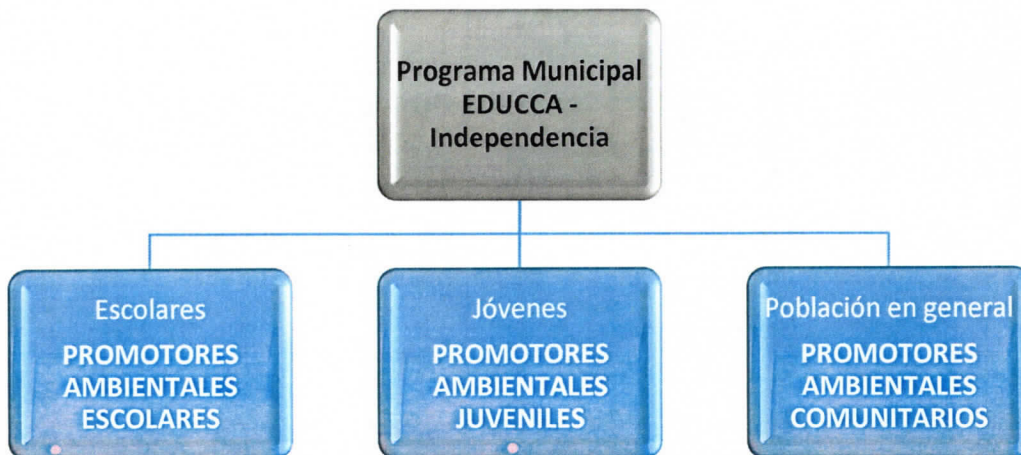 Programa Municipal
EDUCCA -
Independencia
Escolares
PROMOTORES
AMBIENTALES
ESCOLARES
Jóvenes
PROMOTORES
AMBIENTALES
JUVENILES
Población en general
PROMOTORES
AMBIENTALES
COMUNITARIOS